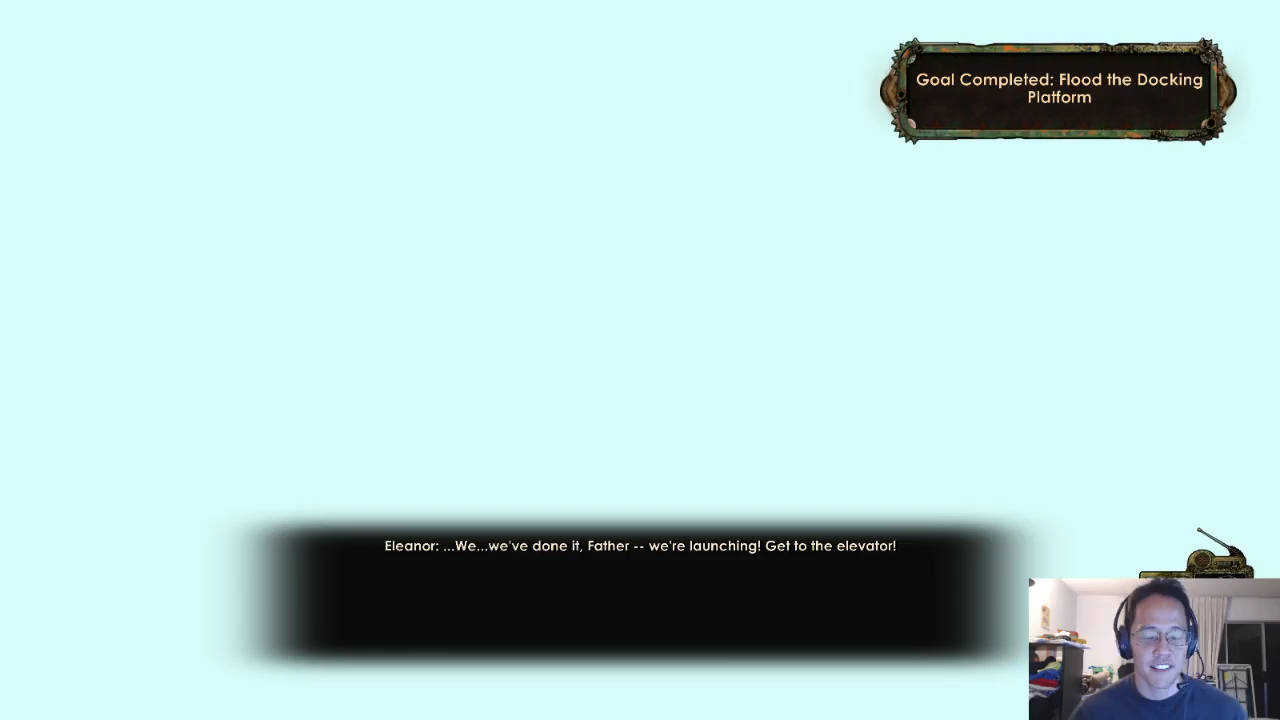 Goal Completed: Flood the Docking
Platform
Eleanor: ...We...we've done it, Father -- we're launching! Get to the elevator!